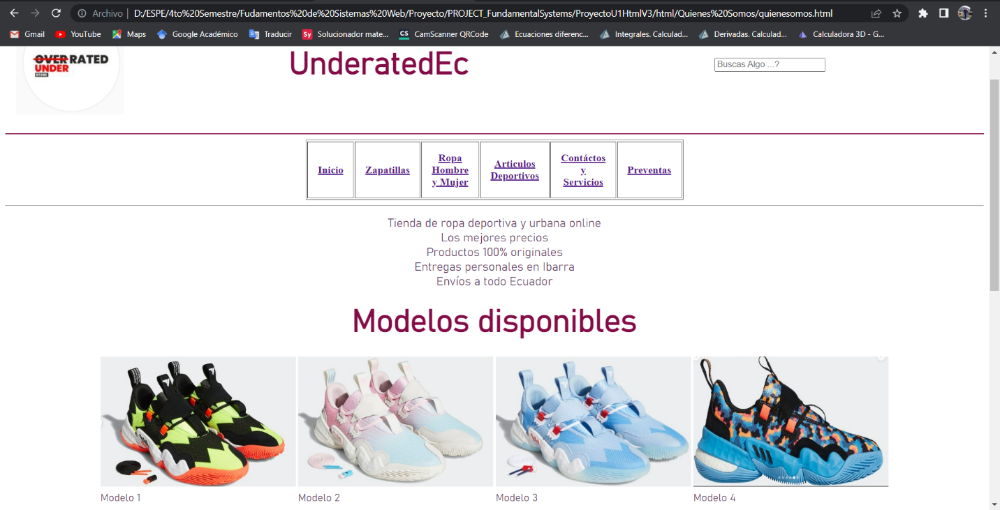 Archivo
D:/ESPE/4to%20Semestre/Fudamentos%20de%20Sistemas%20Web/Proyecto/PROJECT_FundamentalSystems/ProyectoU1HtmlV3/html/Quienes%20Somos/quienesomos.html
Gmail
YouTube
Maps
Google Académico
Traducir
Sy Solucionador mate...
CS CamScanner QRCode
Ecuaciones diferenc...
Integrales. Calculad...
Derivadas. Calculad...
Calculadora 3D - G...
OVER RATED
UNDER
STORE
UnderatedEc
Buscas Algo ...?
Inicio
Zapatillas
Ropa
Hombre
y Mujer
Articulos
Deportivos
Contáctos
y
Servicios
Preventas
Tienda de ropa deportiva y urbana online
Los mejores precios
Productos 100% originales
Entregas personales en Ibarra
Envíos a todo Ecuador
Modelos disponibles
Modelo 1
Modelo 2
Modelo 3
Modelo 4